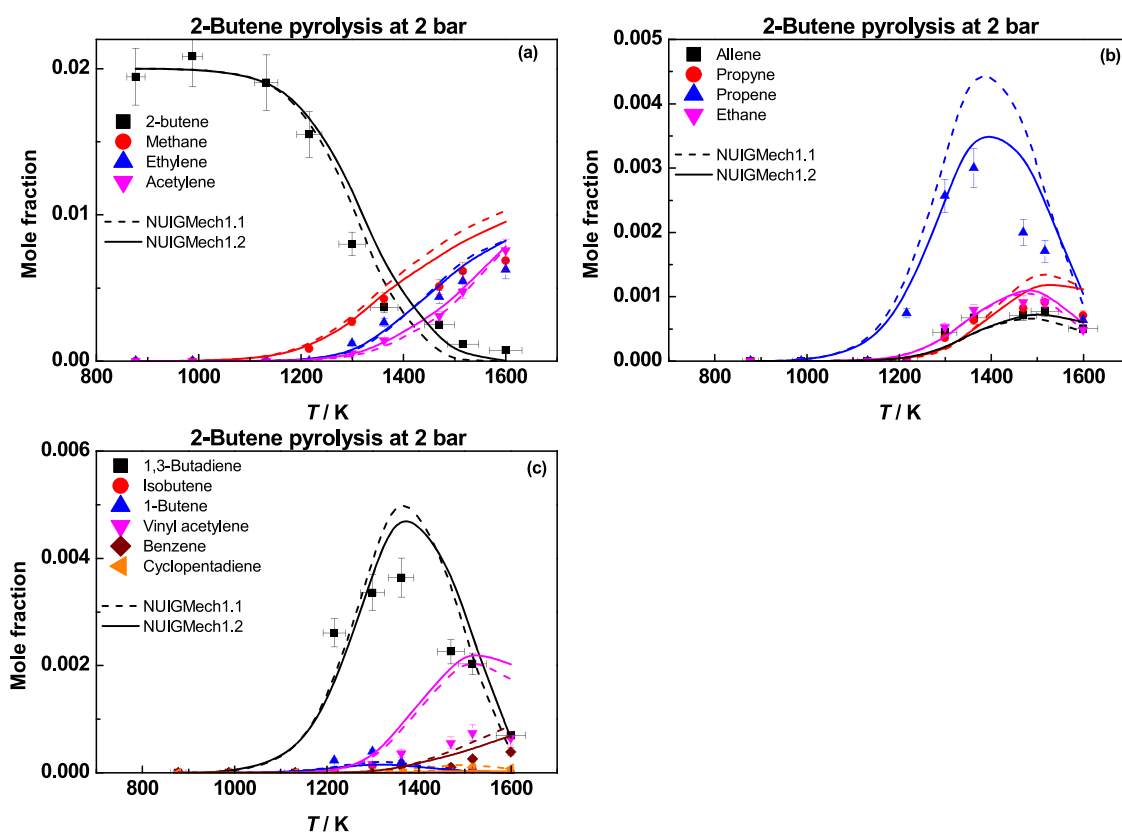 2-Butene pyrolysis at 2 bar
(a)
0.02
0.01
0.00
Mole fraction
2-butene
Methane
Ethylene
Acetylene
NUIGMech1.1
NUIGMech1.2
800 1000 1200 1400 1600
T / K
2-Butene pyrolysis at 2 bar
(b)
0.005
0.004
0.003
0.002
0.001
0.000
Mole fraction
Allene
Propyne
Propene
Ethane
NUIGMech1.1
NUIGMech1.2
800 1000 1200 1400 1600
T / K
2-Butene pyrolysis at 2 bar
(c)
0.006
0.004
0.002
0.000
Mole fraction
1,3-Butadiene
Isobutene
1-Butene
Vinyl acetylene
Benzene
Cyclopentadiene
NUIGMech1.1
NUIGMech1.2
800 1000 1200 1400 1600
T / K